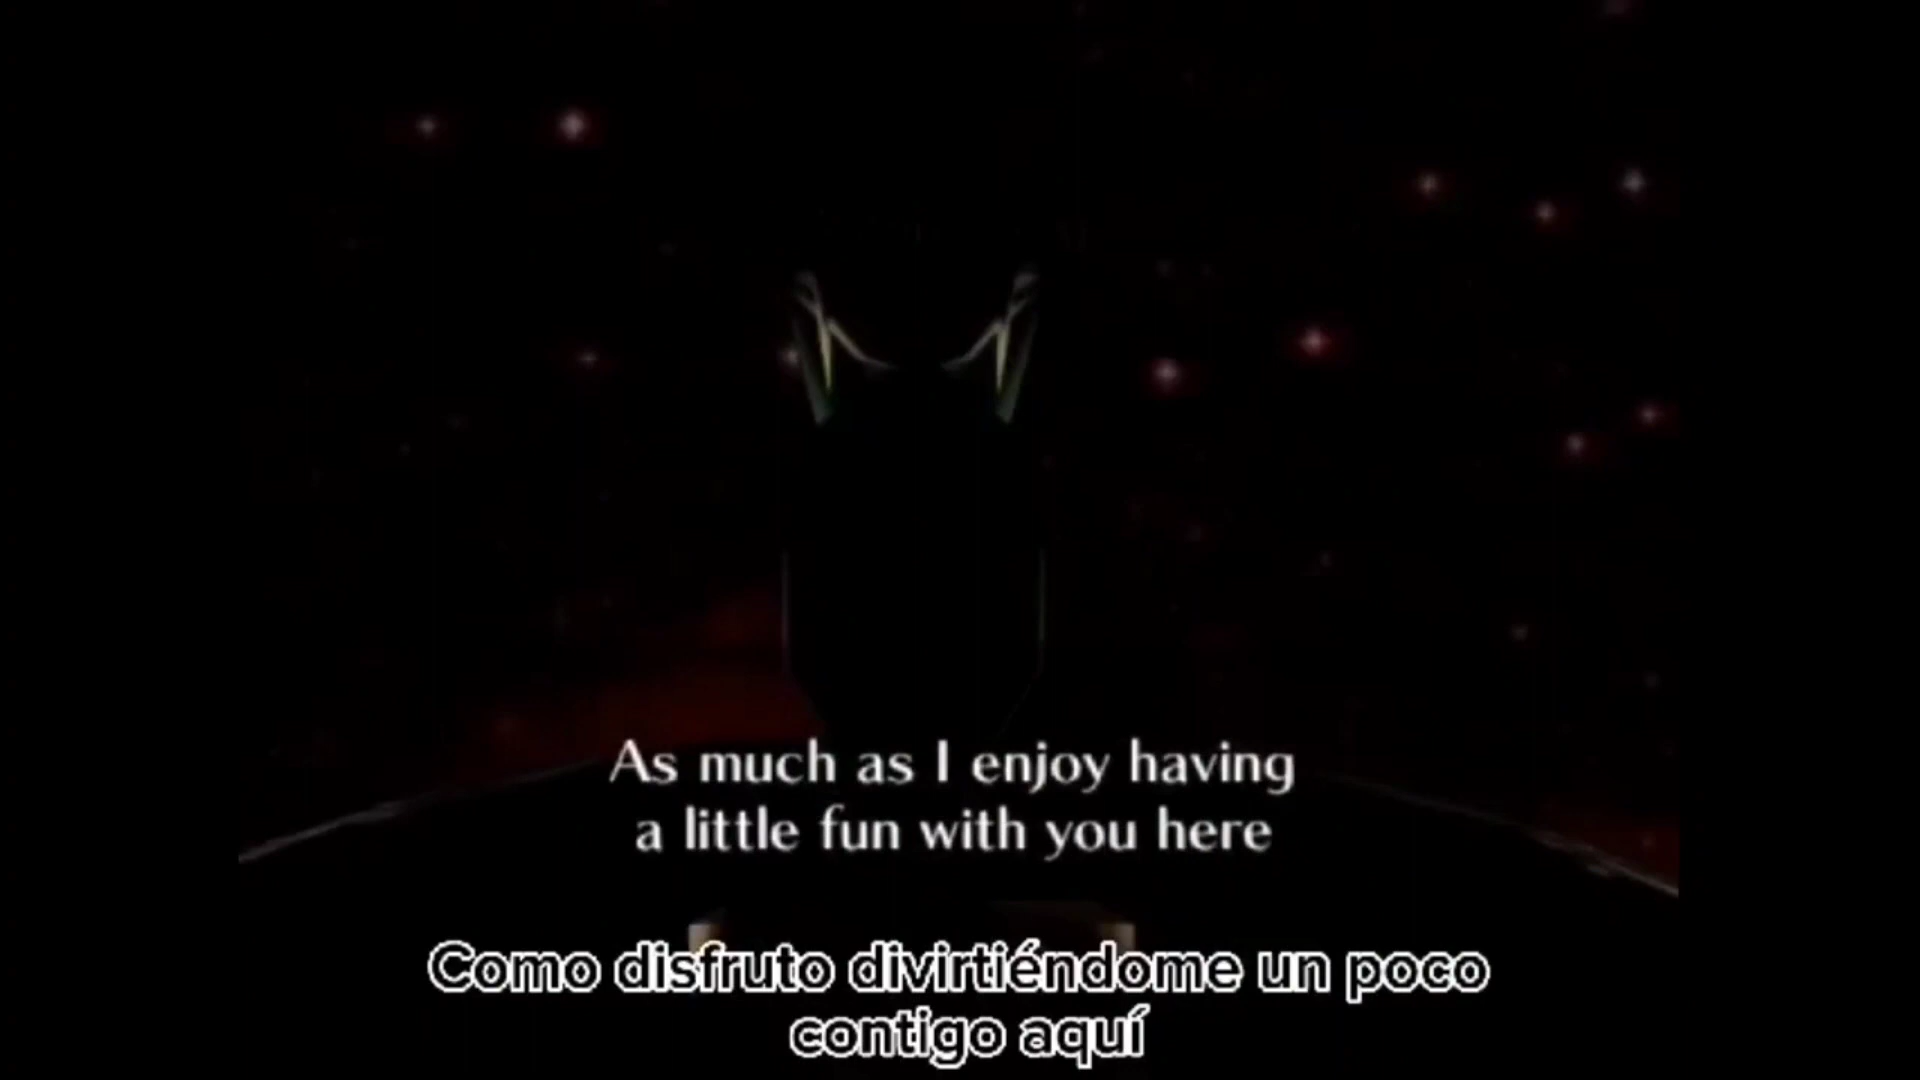 As much as I enjoy having
a little fun with you here
Como disfruto divirtiéndome un poco
contigo aquí